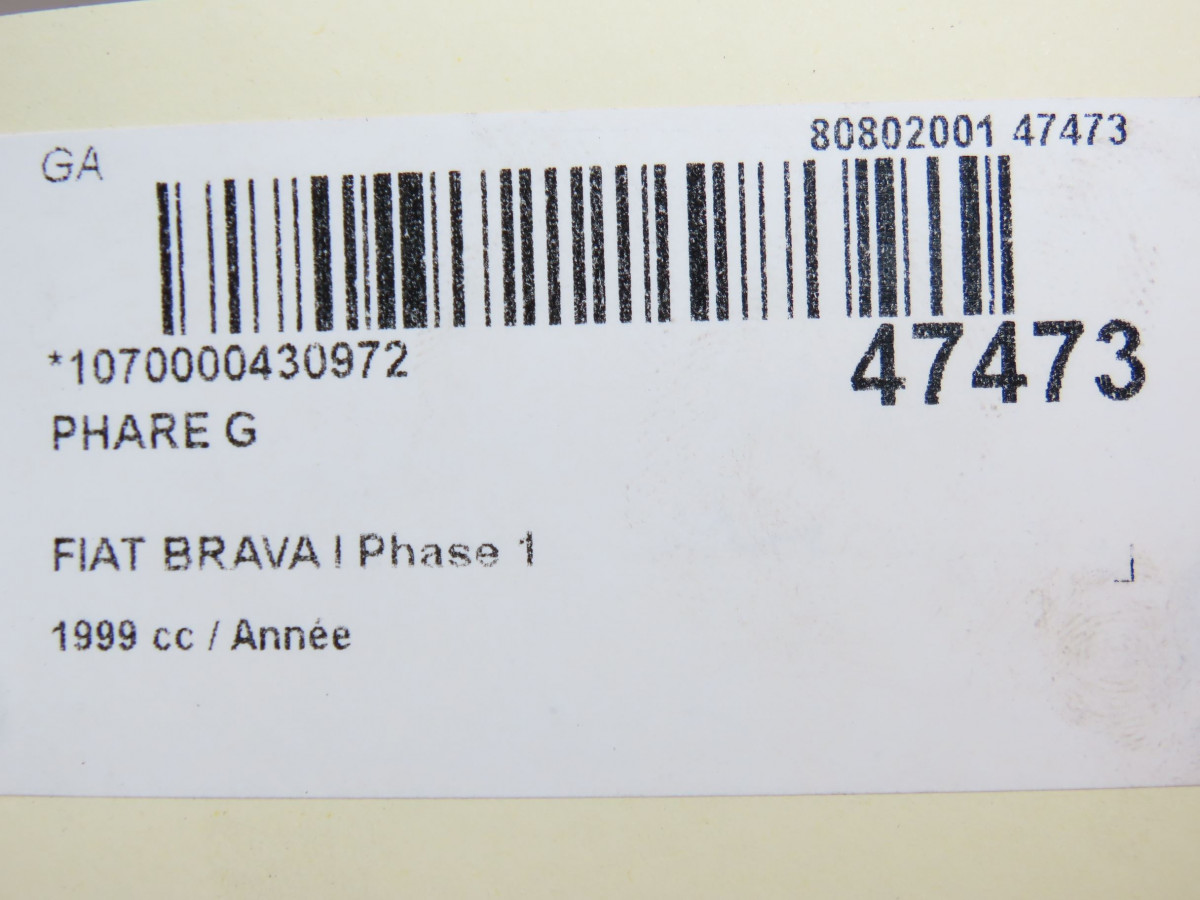 GA
80802001 47473
*1070000430972
47473
PHARE G
FIAT BRAVA I Phase 1
1999 cc / Année